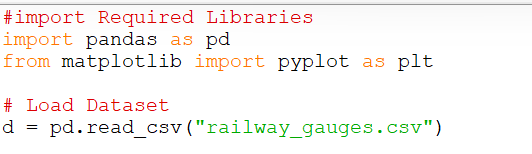 #import Required Libraries
import pandas as pd
from matplotlib import pyplot as plt
# Load Dataset
d = pd.read_csv("railway_gauges.csv")